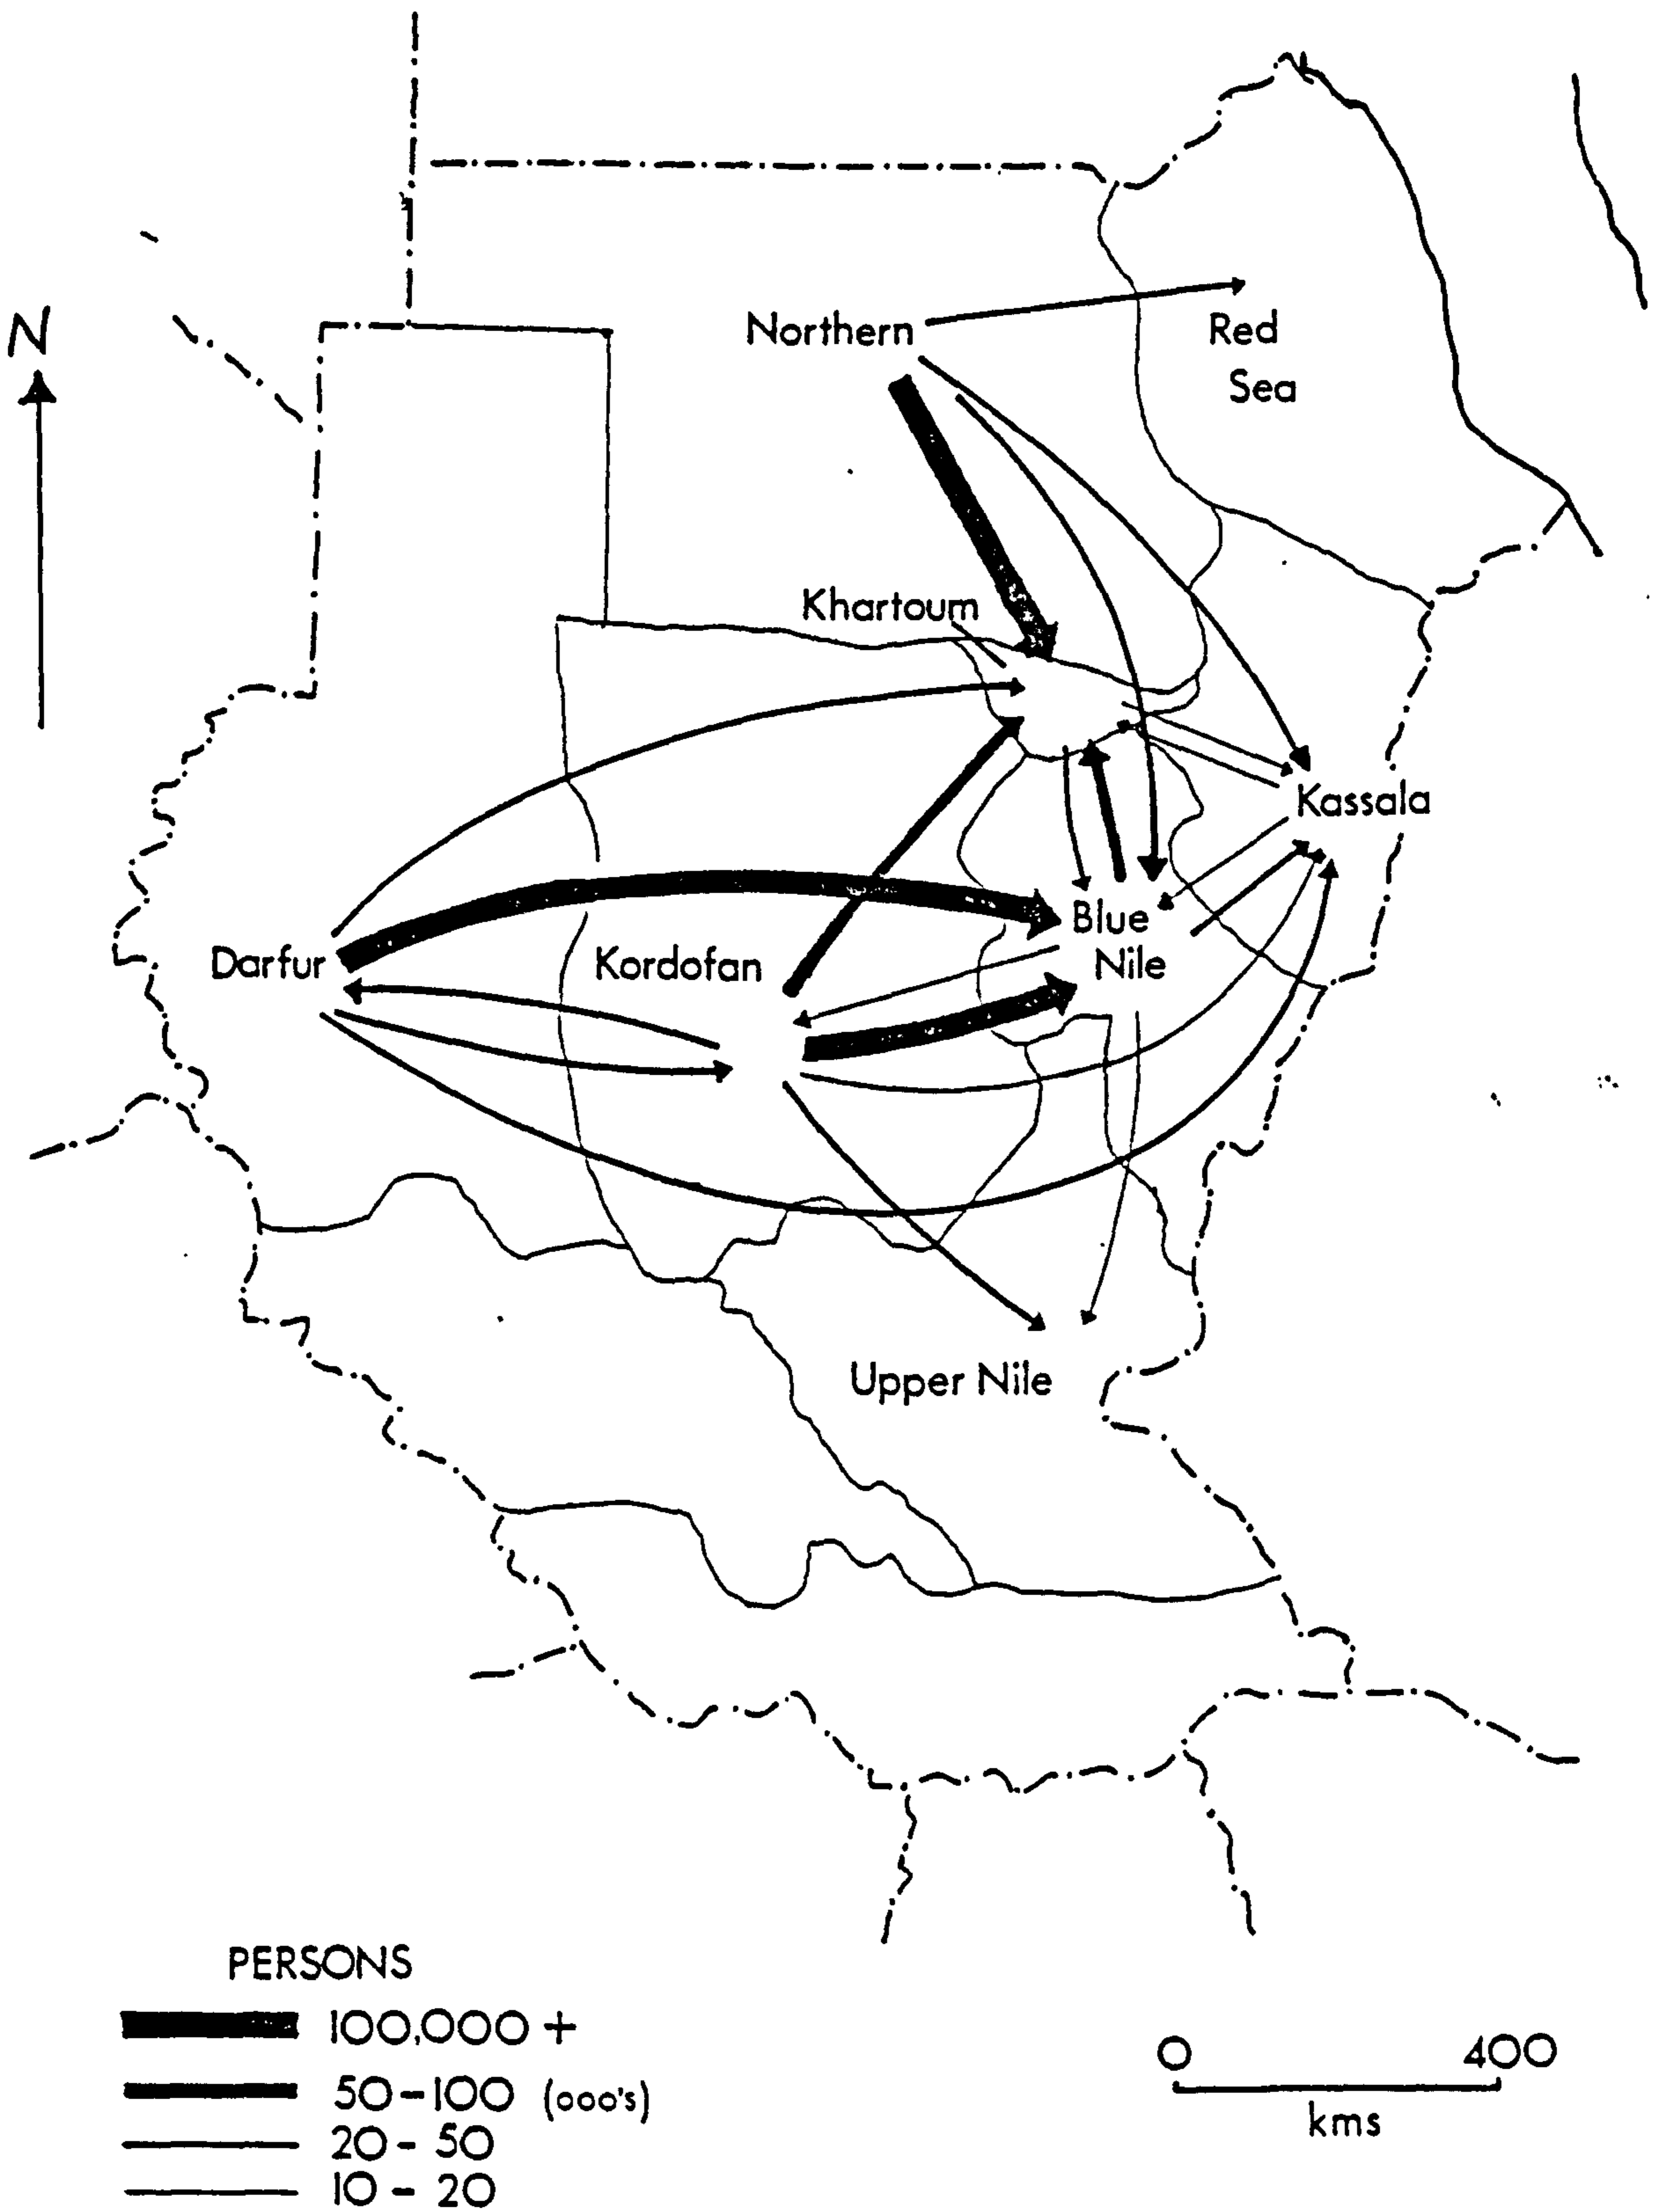 N
Northern
Red
Sea
Khartoum
Kassala
Blue
Nile
Darfur
Kordofan
Upper Nile
PERSONS
100,000 +
50-100 (000's)
20 - 50
10 - 20
0 400
kms